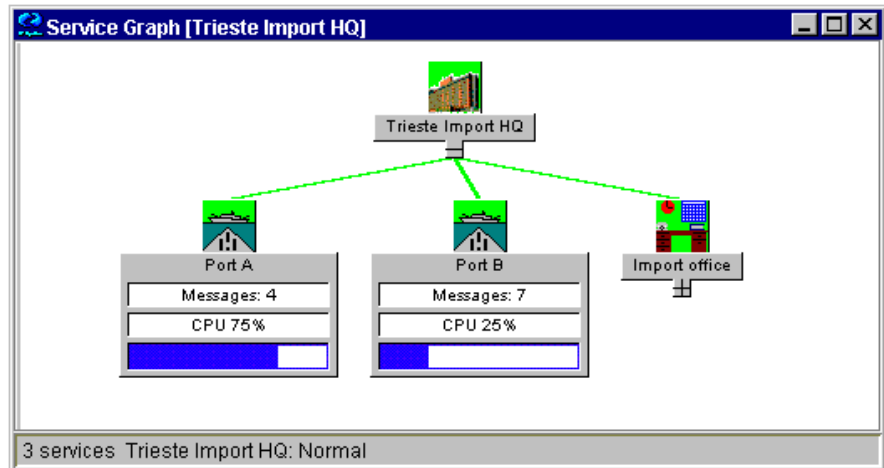 Service Graph [Trieste Import HQ]
Trieste Import HQ
Port A
Messages: 4
CPU 75%
Port B
Messages: 7
CPU 25%
Import office
3 services Trieste Import HQ: Normal